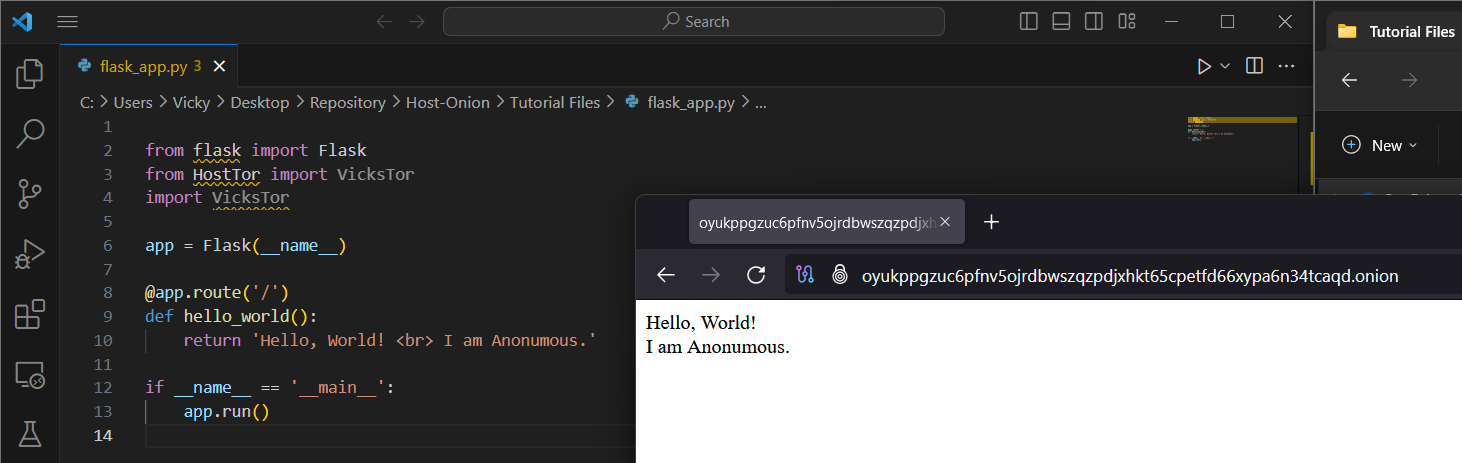 Search
Tutorial Files
flask_app.py 3
C: > Users > Vicky > Desktop > Repository > Host-Onion > Tutorial Files > flask_app.py > ...
New
1
2 from flask import Flask
3 from HostTor import VicksTor
4 import VicksTor
5
6 app = Flask(__name__)
7
8 @app.route('/')
9 def hello_world():
10 return 'Hello, World! <br> I am Anonumous.'
11
12 if __name__ == '__main__':
13 app.run()
14
oyukppgzuc6pfnv5ojrdbwszqzpdjxh
oyukppgzuc6pfnv5ojrdbwszqzpdjxhkt65cpetfd66xypa6n34tcaqd.onion
Hello, World!
I am Anonumous.